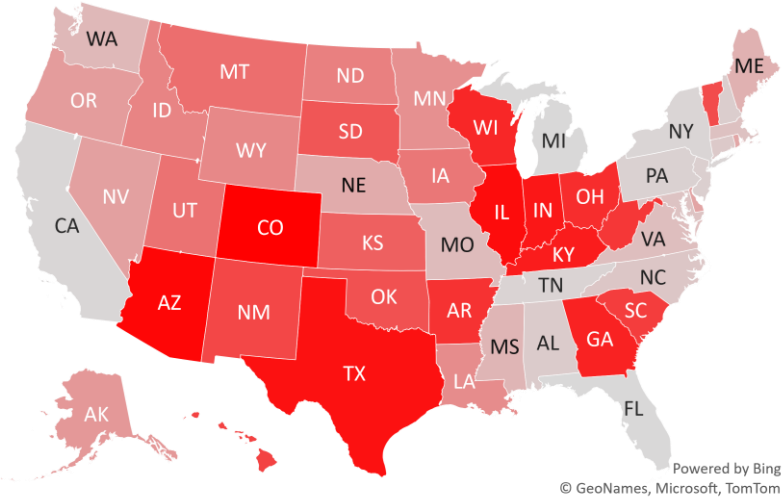 WA
ME
MT
ND
MN
OR
ID
WI
SD
NY
MI
WY
IA
PA
NE
OH
NV
IL
IN
UT
CO
CA
KS
MO
VA
KY
NC
TN
AZ
OK
NM
AR
SC
MS
AL
GA
TX
LA
FL
AK
Powered by Bing
© GeoNames, Microsoft, TomTom